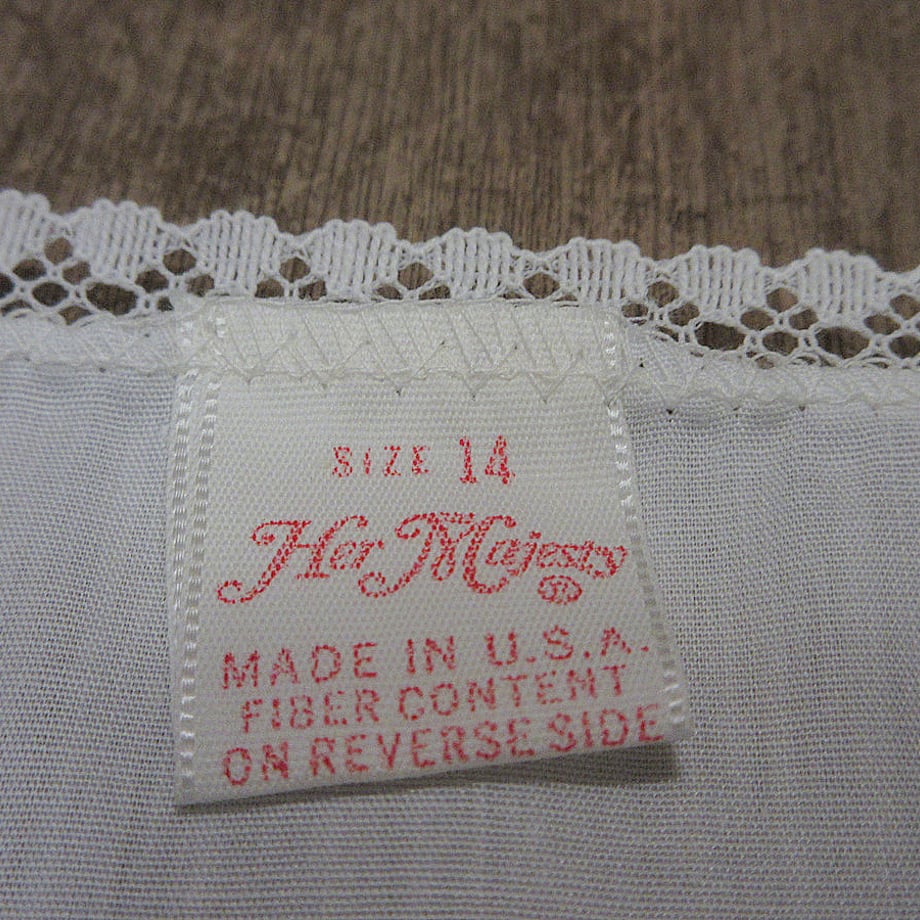 SIZE 14
Her Majesty
®
MADE IN U.S.A.
FIBER CONTENT
ON REVERSE SIDE